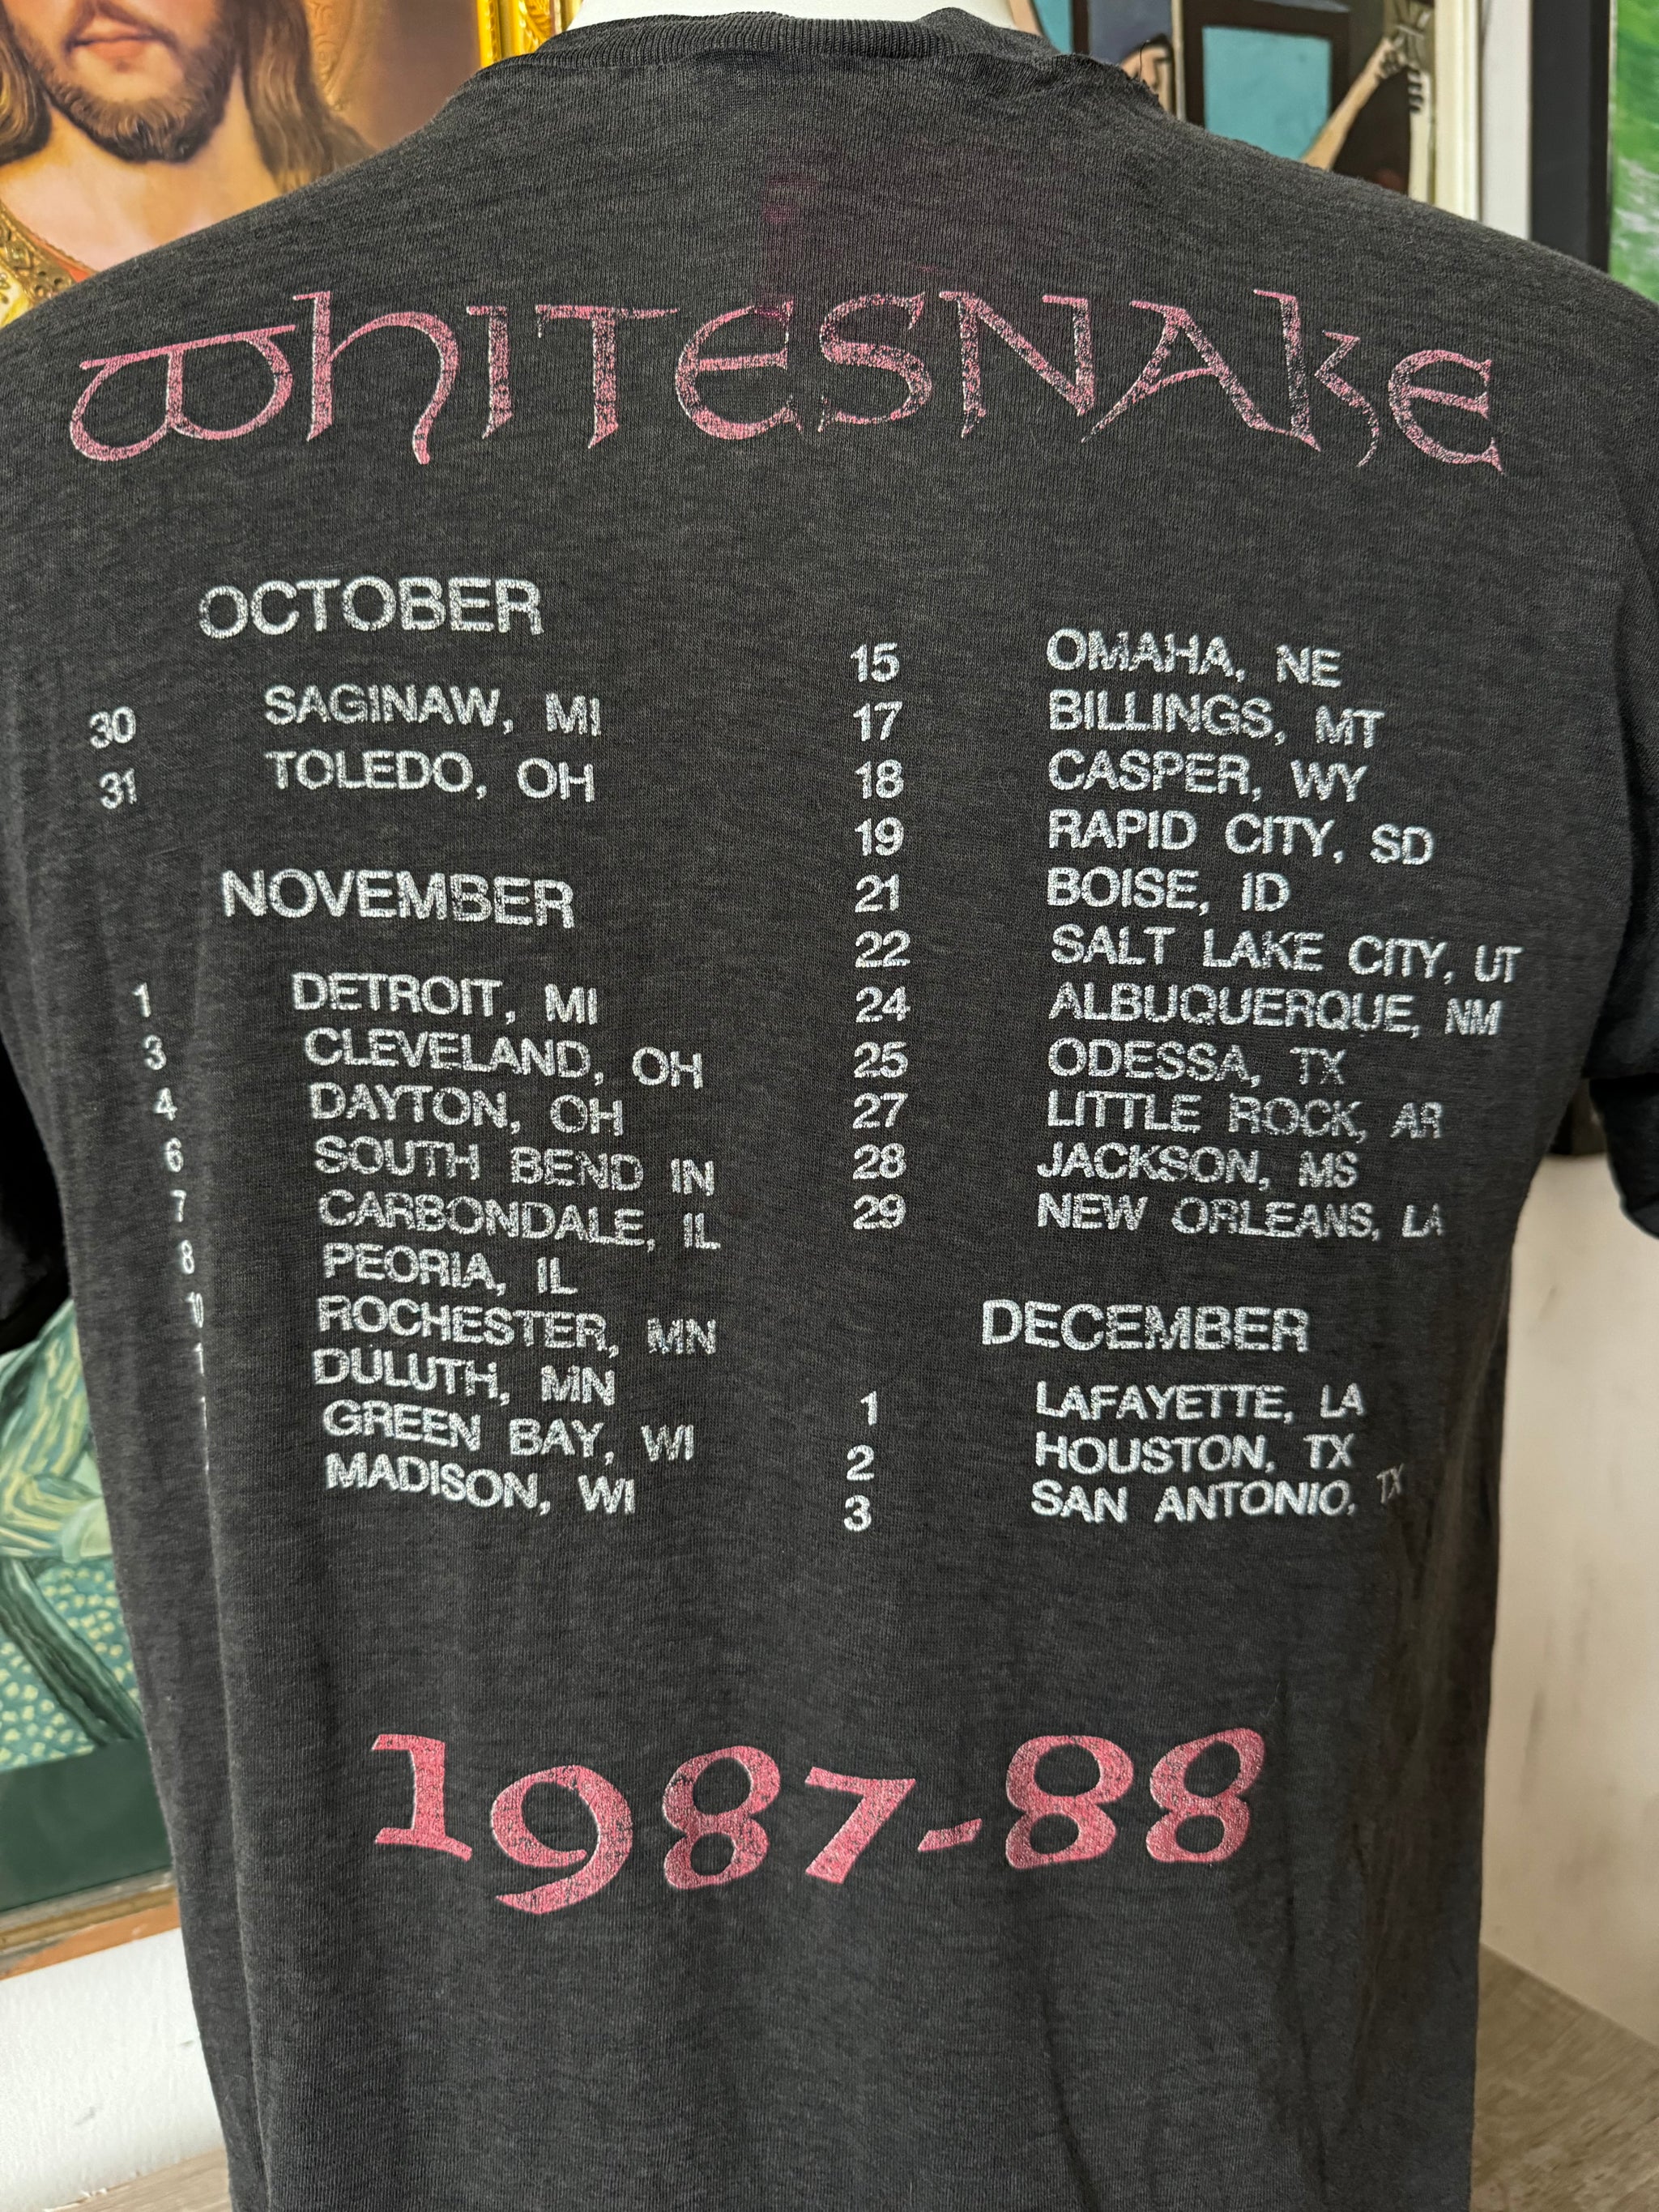 WHITESNAKE
OCTOBER
30 SAGINAW, MI
31 TOLEDO, OH
NOVEMBER
1 DETROIT, MI
3 CLEVELAND, OH
4 DAYTON, OH
6 SOUTH BEND IN
7 CARBONDALE, IL
8 PEORIA, IL
10 ROCHESTER, MN
DULUTH, MN
GREEN BAY, WI
MADISON, WI
15 OMAHA, NE
17 BILLINGS, MT
18 CASPER, WY
19 RAPID CITY, SD
21 BOISE, ID
22 SALT LAKE CITY, UT
24 ALBUQUERQUE, NM
25 ODESSA, TX
27 LITTLE ROCK, AR
28 JACKSON, MS
29 NEW ORLEANS, LA
DECEMBER
1 LAFAYETTE, LA
2 HOUSTON, TX
3 SAN ANTONIO, TX
1987-88